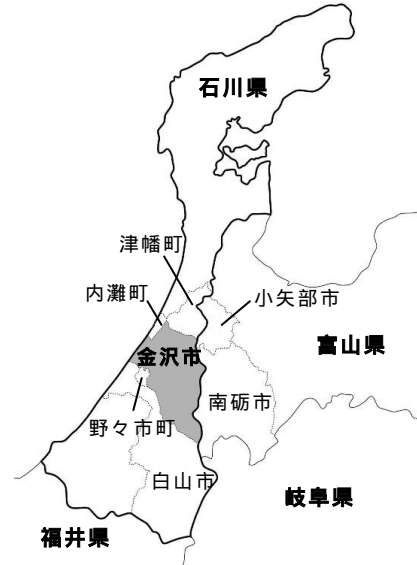 石川県
津幡町
内灘町
小矢部市
金沢市
富山県
南砺市
野々市町
白山市
岐阜県
福井県